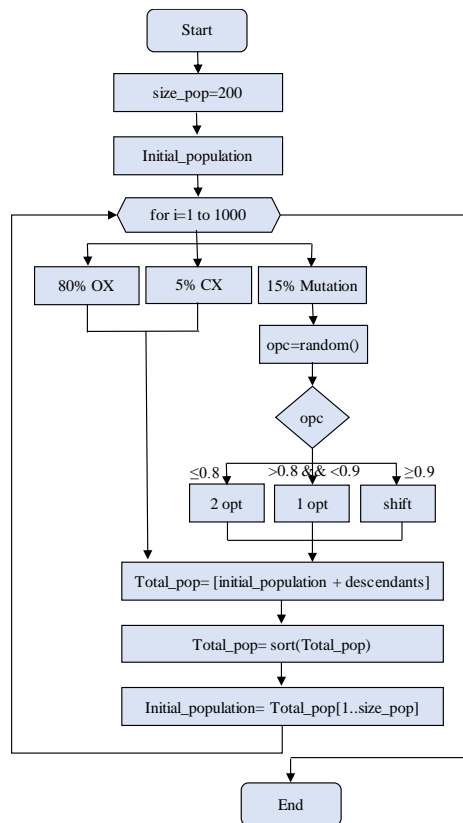 Start
size_pop=200
Initial_population
for i=1 to 1000
80% OX
5% CX
15% Mutation
opc=random()
opc
≤0.8
>0.8 && <0.9
≥0.9
2 opt
1 opt
shift
Total_pop= [initial_population + descendants]
Total_pop= sort(Total_pop)
Initial_population= Total_pop[1..size_pop]
End